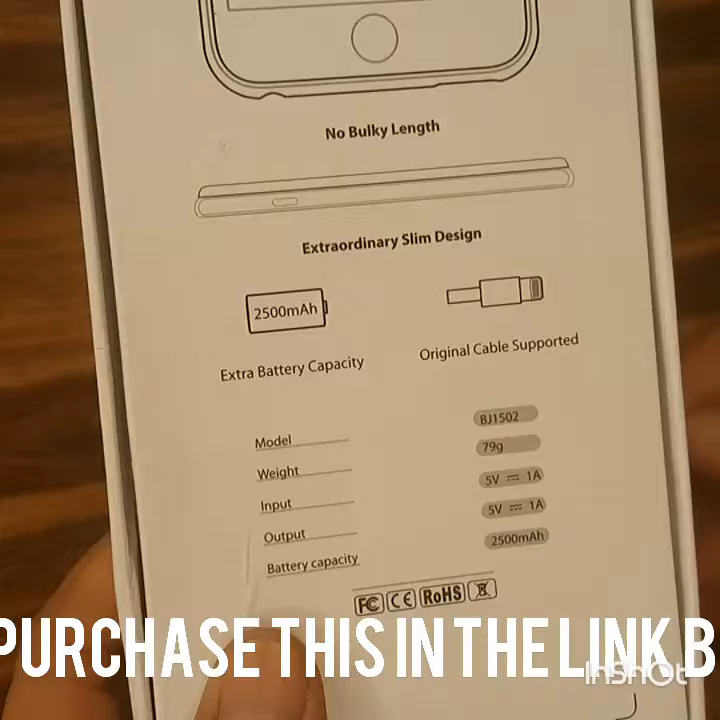 No Bulky Length
Extraordinary Slim Design
2500mAh
Extra Battery Capacity
Original Cable Supported
Model BJ1502
Weight 79g
Input 5V ⎓ 1A
Output 5V ⎓ 1A
Battery capacity 2500mAh
FC CE RoHS
PURCHASE THIS IN THE LINK B
InShOt